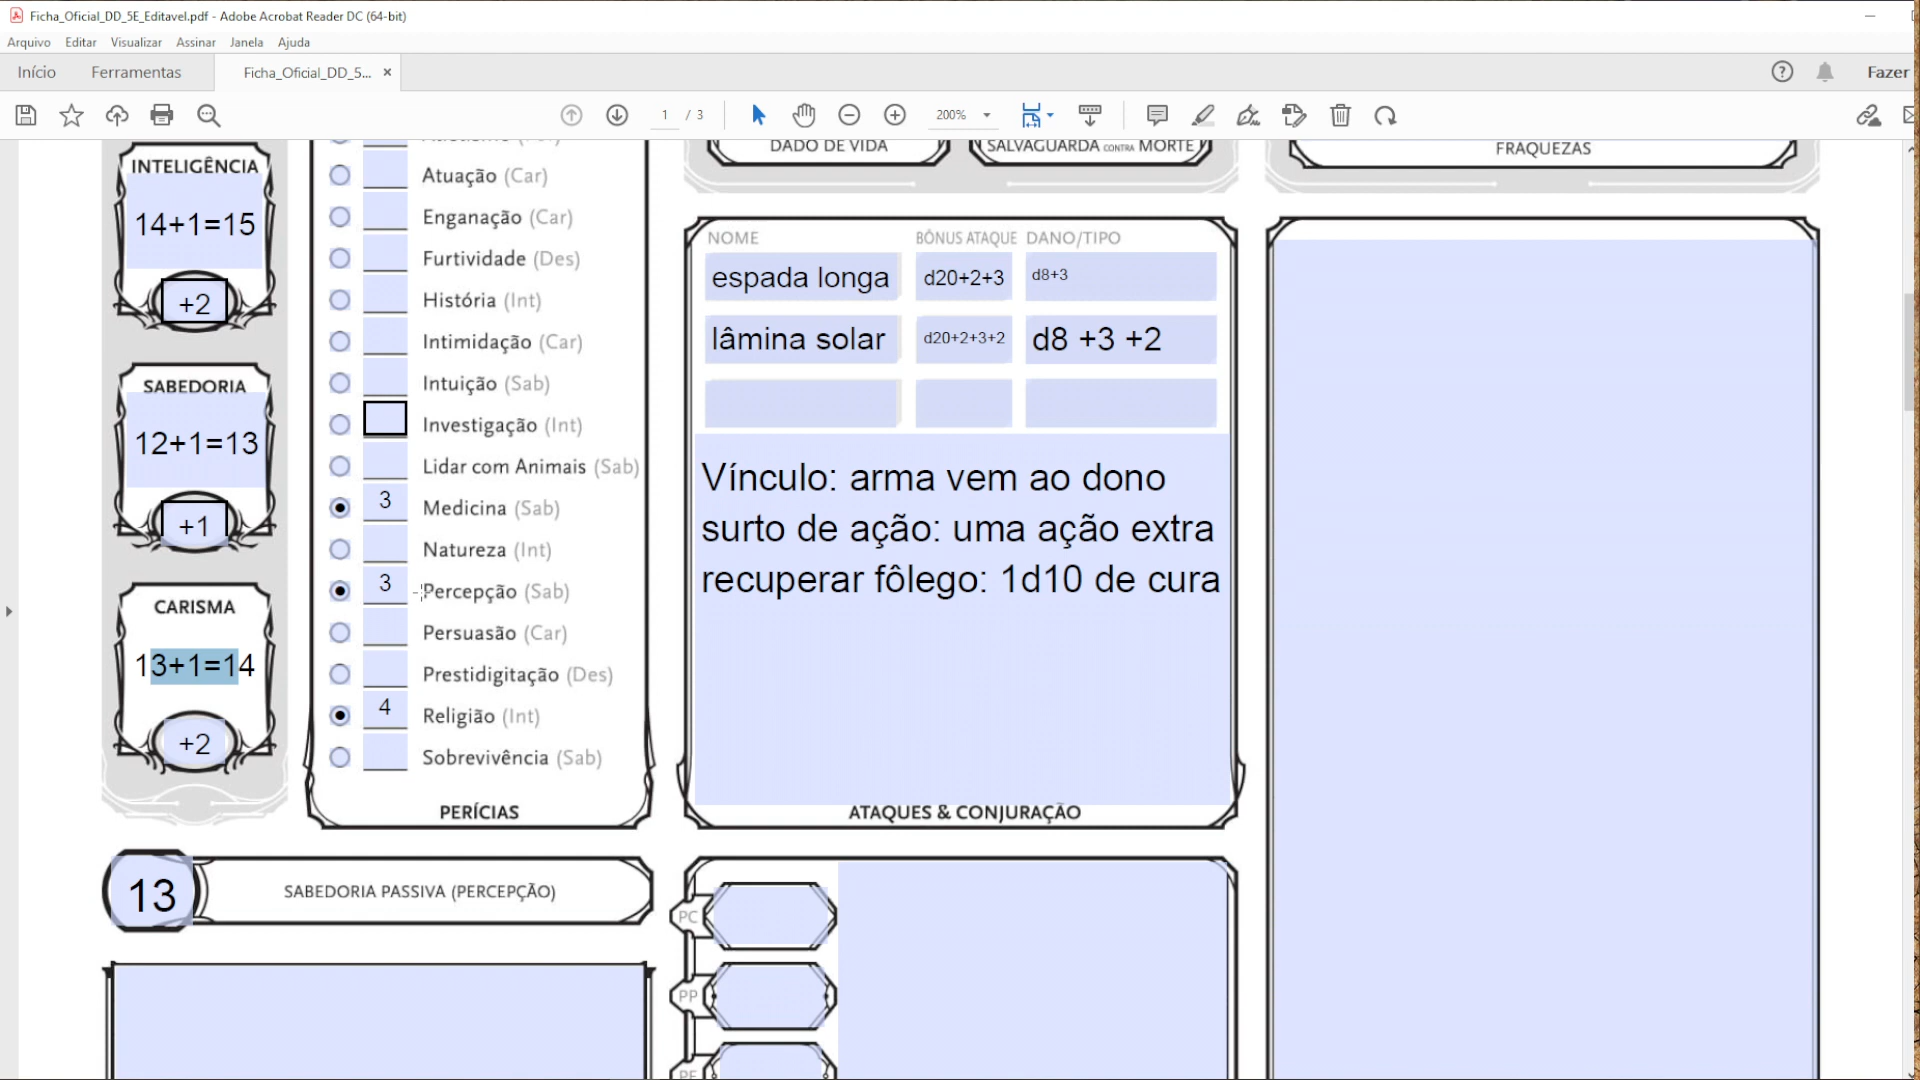 Ficha_Oficial_DD_5E_Editavel.pdf - Adobe Acrobat Reader DC (64-bit)
Arquivo Editar Visualizar Assinar Janela Ajuda
Início Ferramentas Ficha_Oficial_DD_5... × Fazer
1 / 3 200%
INTELIGÊNCIA
14+1=15
+2
SABEDORIA
12+1=13
+1
CARISMA
13+1=14
+2
Atuação (Car)
Enganação (Car)
Furtividade (Des)
História (Int)
Intimidação (Car)
Intuição (Sab)
Investigação (Int)
Lidar com Animais (Sab)
3 Medicina (Sab)
Natureza (Int)
3 Percepção (Sab)
Persuasão (Car)
Prestidigitação (Des)
4 Religião (Int)
Sobrevivência (Sab)
PERÍCIAS
DADO DE VIDA
SALVAGUARDA CONTRA MORTE
FRAQUEZAS
NOME BÔNUS ATAQUE DANO/TIPO
espada longa d20+2+3 d8+3
lâmina solar d20+2+3+2 d8 +3 +2
Vínculo: arma vem ao dono
surto de ação: uma ação extra
recuperar fôlego: 1d10 de cura
ATAQUES & CONJURAÇÃO
13 SABEDORIA PASSIVA (PERCEPÇÃO)
PC
PP
PE